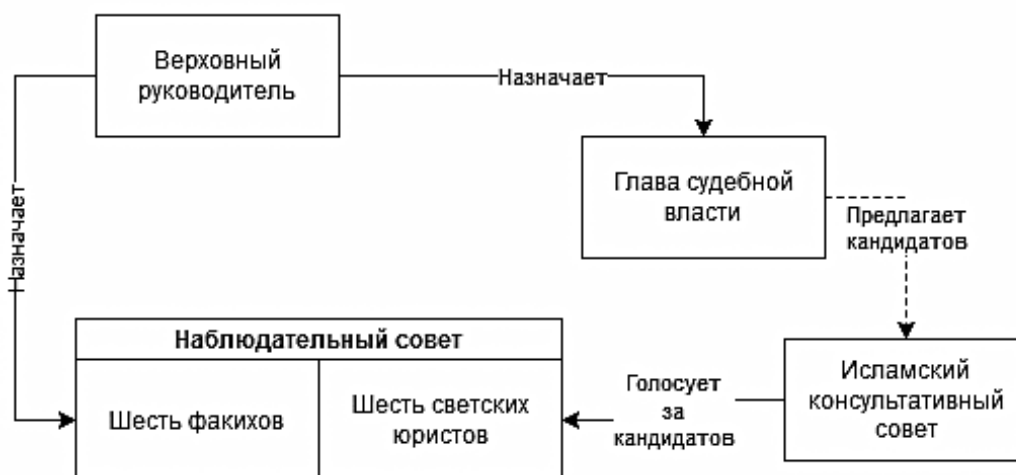 Верховный
руководитель
Назначает
Глава судебной
власти
Предлагает
кандидатов
Назначает
Наблюдательный совет
Шесть факихов
Шесть светских
юристов
Голосует
за
кандидатов
Исламский
консультативный
совет